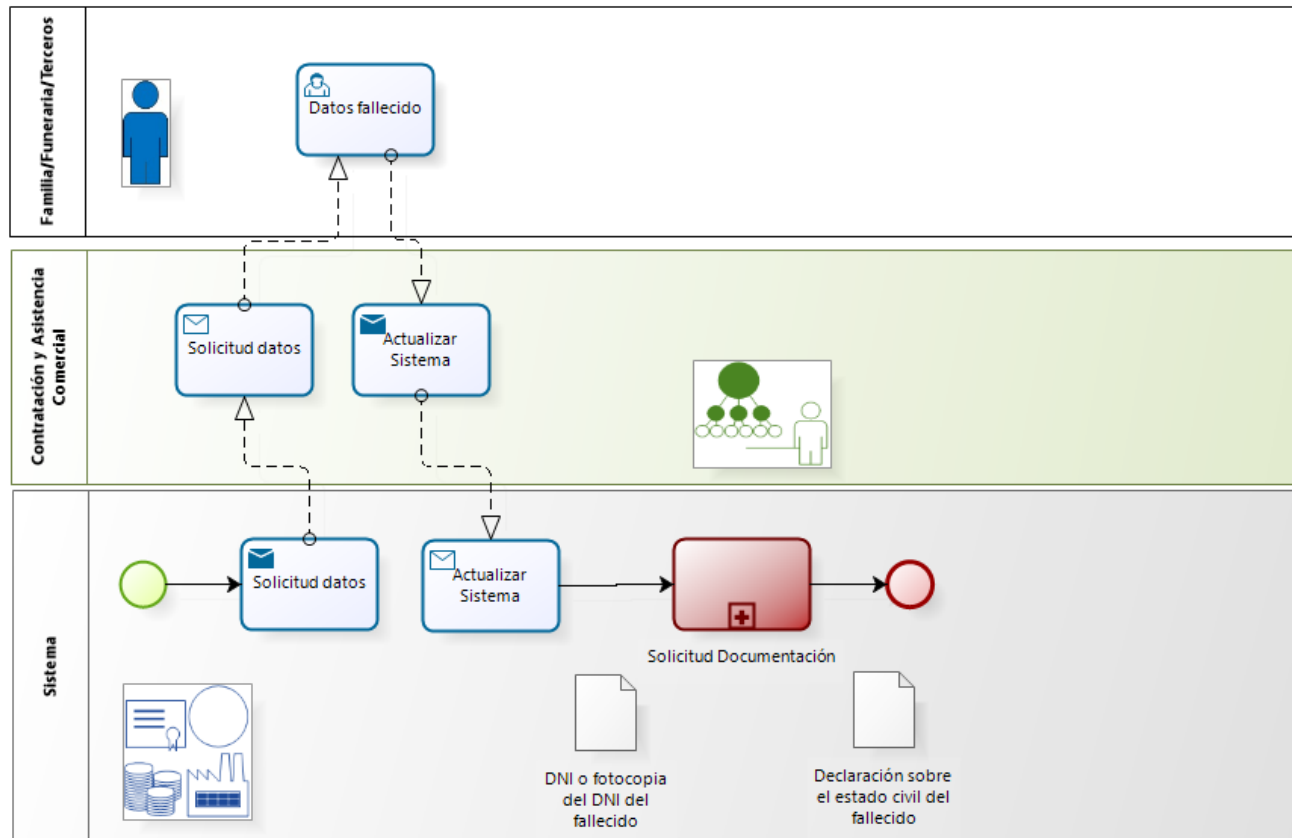 Familia/Funeraria/Terceros
Datos fallecido
Contratación y Asistencia
Comercial
Solicitud datos
Actualizar
Sistema
Sistema
Solicitud datos
Actualizar
Sistema
Solicitud Documentación
DNI o fotocopia
del DNI del
fallecido
Declaración sobre
el estado civil del
fallecido